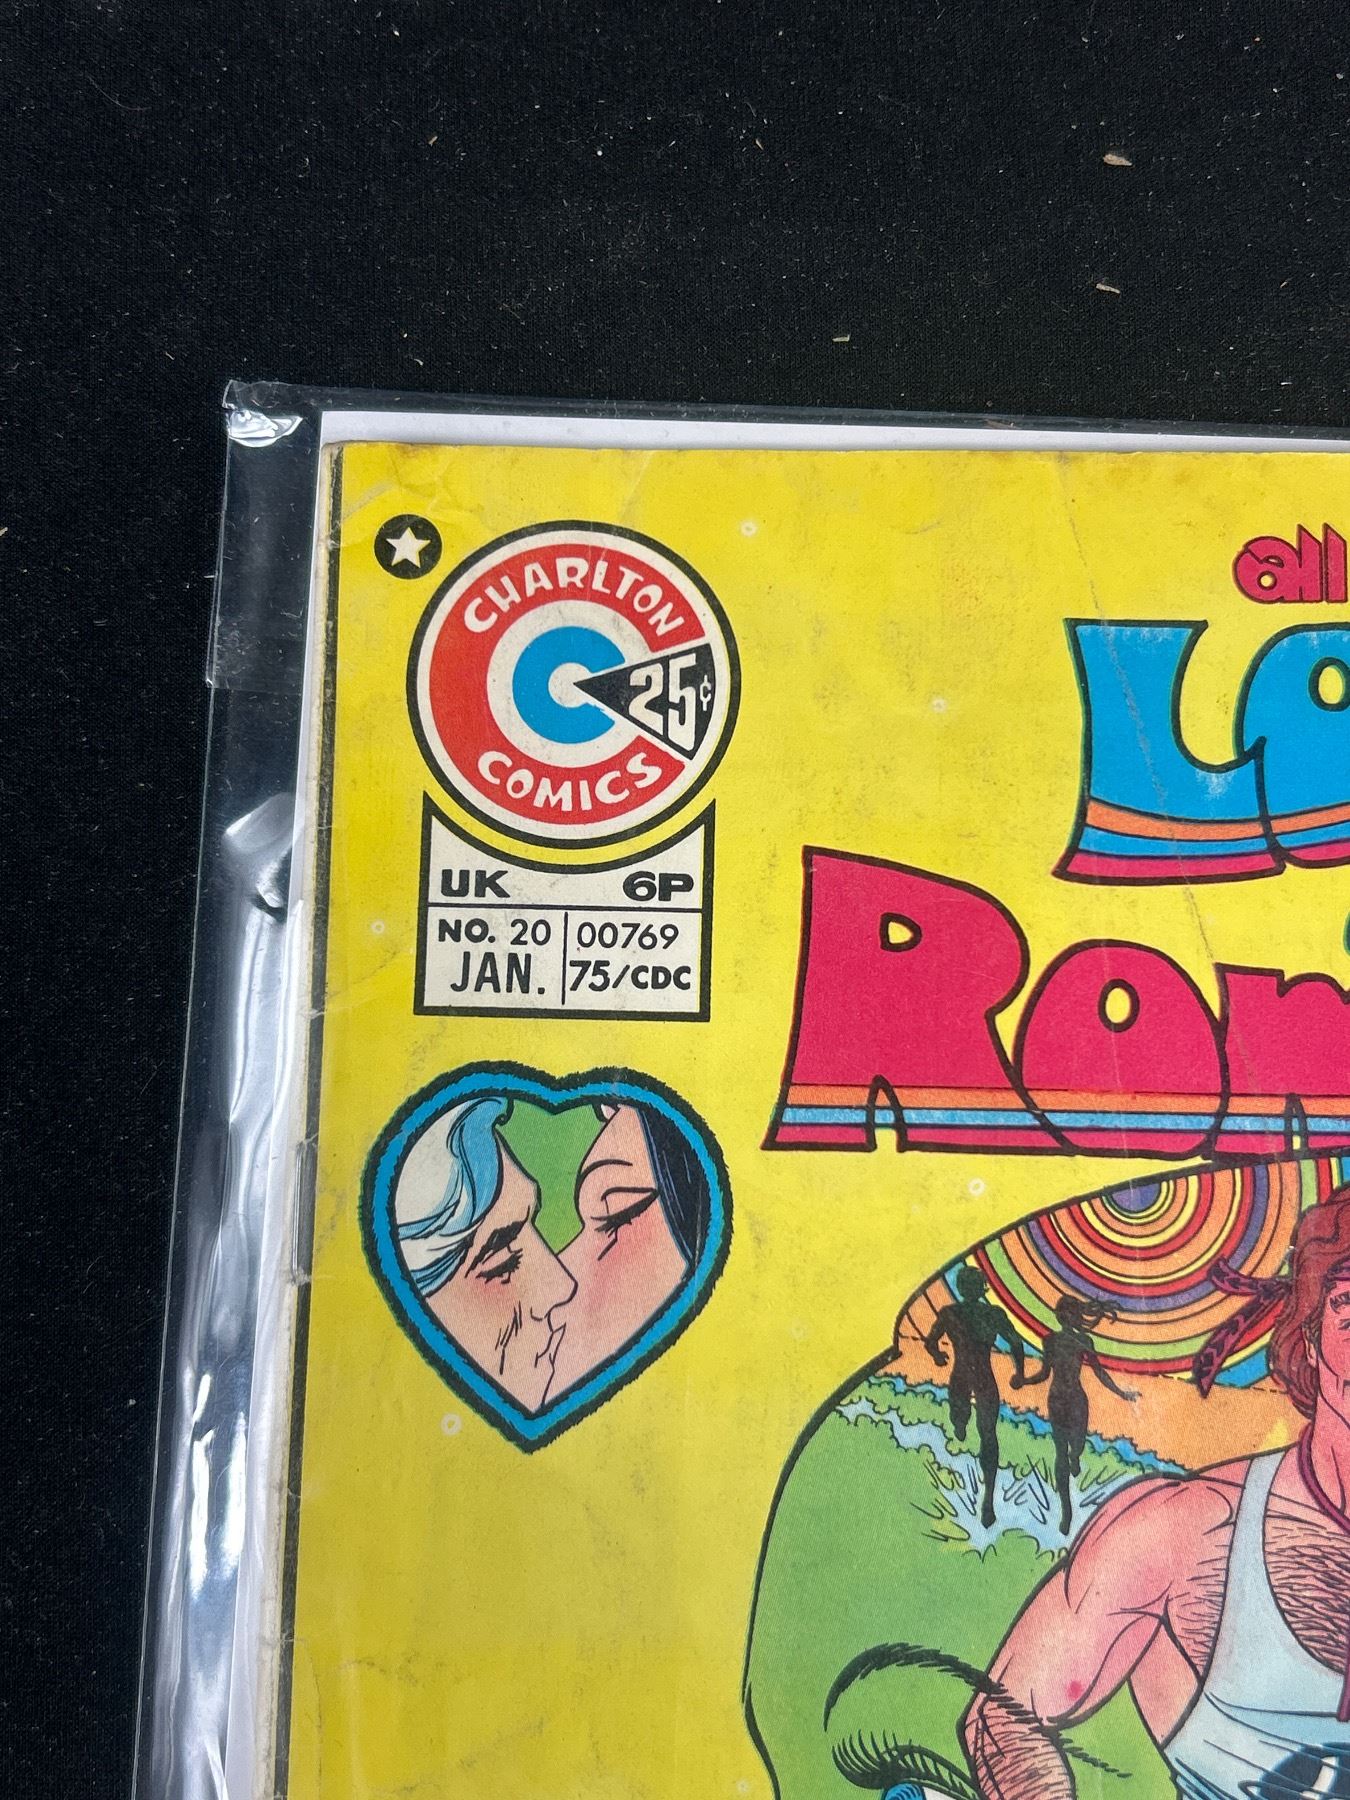 CHARLTON
C
25¢
COMICS
UK 6P
NO. 20 00769
JAN. 75/CDC
all